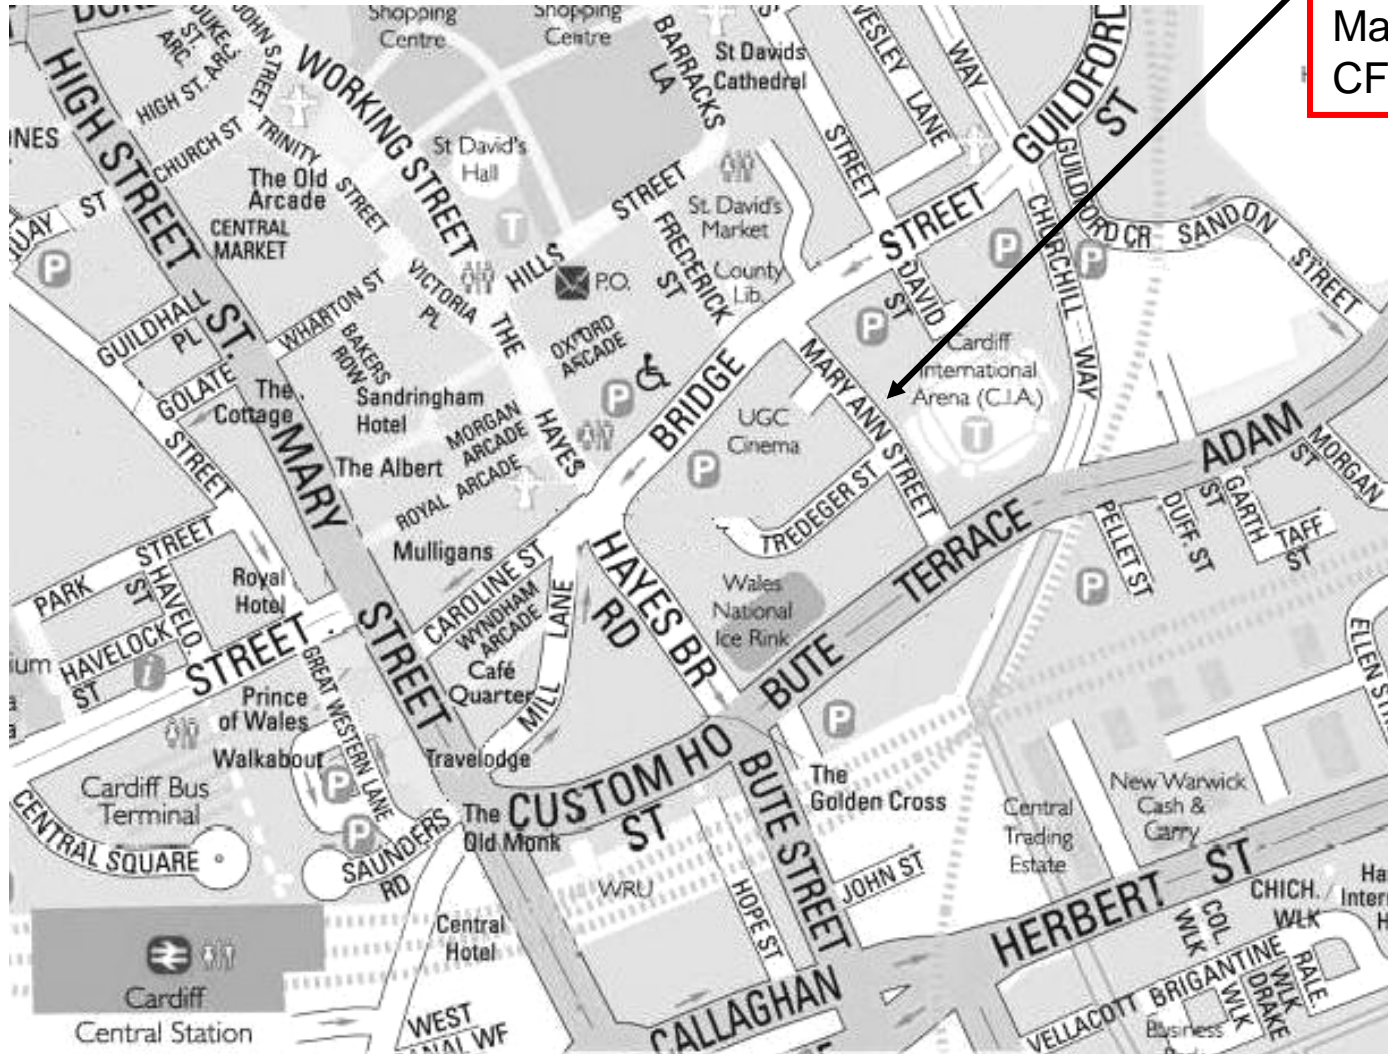 Ma
CF
Shopping
Centre
Shopping
Centre
DUKE
ST.
ARC.
JOHN STREET
HIGH ST. ARC.
HIGH STREET
WORKING STREET
BARRACKS
LA
St Davids
Cathedral
WESLEY LANE
WAY
GUILDFORD
ST
CHURCH ST
TRINITY
STREET
St David's
Hall
STREET
STREET
The Old
Arcade
CENTRAL
MARKET
QUAY ST
P
T
HILLS
STREET
St. David's
Market
FREDERICK
ST
County
Lib.
STREET
DAVID
ST
P
CHURCHILL WAY
GUILDFORD CR
P
SANDON
STREET
VICTORIA
PL
P.O.
GUILDHALL
PL
ST.
WHARTON ST
BAKERS
ROW
THE
HAYES
OXFORD
ARCADE
P
P
GOLATE
The
Cottage
Sandringham
Hotel
MORGAN
ARCADE
BRIDGE
MARY ANN STREET
Cardiff
International
Arena (C.I.A.)
T
UGC
Cinema
STREET
MARY
STREET
The Albert
ROYAL ARCADE
P
TREDEGER ST
ADAM
ST
MORGAN
GARTH
ST
DUFF. ST
TAFF
ST
PELLET ST
P
Mulligans
CAROLINE ST
WYNDHAM
ARCADE
MILL LANE
HAYES BR
RD
Wales
National
Ice Rink
BUTE
TERRACE
PARK STREET
HAVELO.
ST
HAVELOCK
ST
Royal
Hotel
STREET
GREAT WESTERN LANE
Café
Quarter
ELLEN ST
Prince
of Wales
Walkabout
Travelodge
P
P
P
Cardiff Bus
Terminal
CENTRAL SQUARE
SAUNDERS
RD
The
Old Monk
CUSTOM HO
ST
BUTE STREET
The
Golden Cross
Central
Trading
Estate
New Warwick
Cash &
Carry
WRU
HOPE ST
JOHN ST
HERBERT ST
CHICH.
WLK
COL.
WLK
Central
Hotel
Cardiff
Central Station
WEST
CALLAGHAN
VELLACOTT
BRIGANTINE
WLK
DRAKE
WLK
RALE.
Business